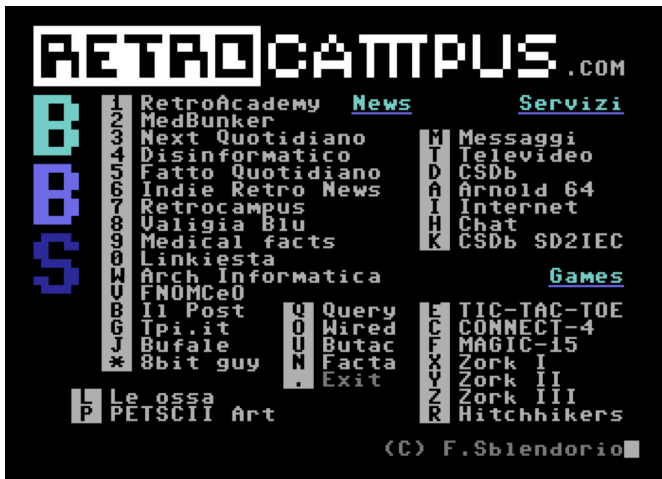 RETROCAMPUS.COM
BBS
News
1 RetroAcademy
2 MedBunker
3 Next Quotidiano
4 Disinformatico
5 Fatto Quotidiano
6 Indie Retro News
7 Retrocampus
8 Valigia Blu
9 Medical facts
0 Linkiesta
W Arch Informatica
V FNOMCeO
B Il Post
G Tpi.it
J Bufale
* 8bit guy
Q Query
O Wired
U Butac
N Facta
. Exit
Servizi
M Messaggi
T Televideo
D CSDb
A Arnold 64
I Internet
H Chat
K CSDb SD2IEC
Games
E TIC-TAC-TOE
C CONNECT-4
F MAGIC-15
X Zork I
Y Zork II
Z Zork III
R Hitchhikers
L Le ossa
P PETSCII Art
(C) F.Sblendorio